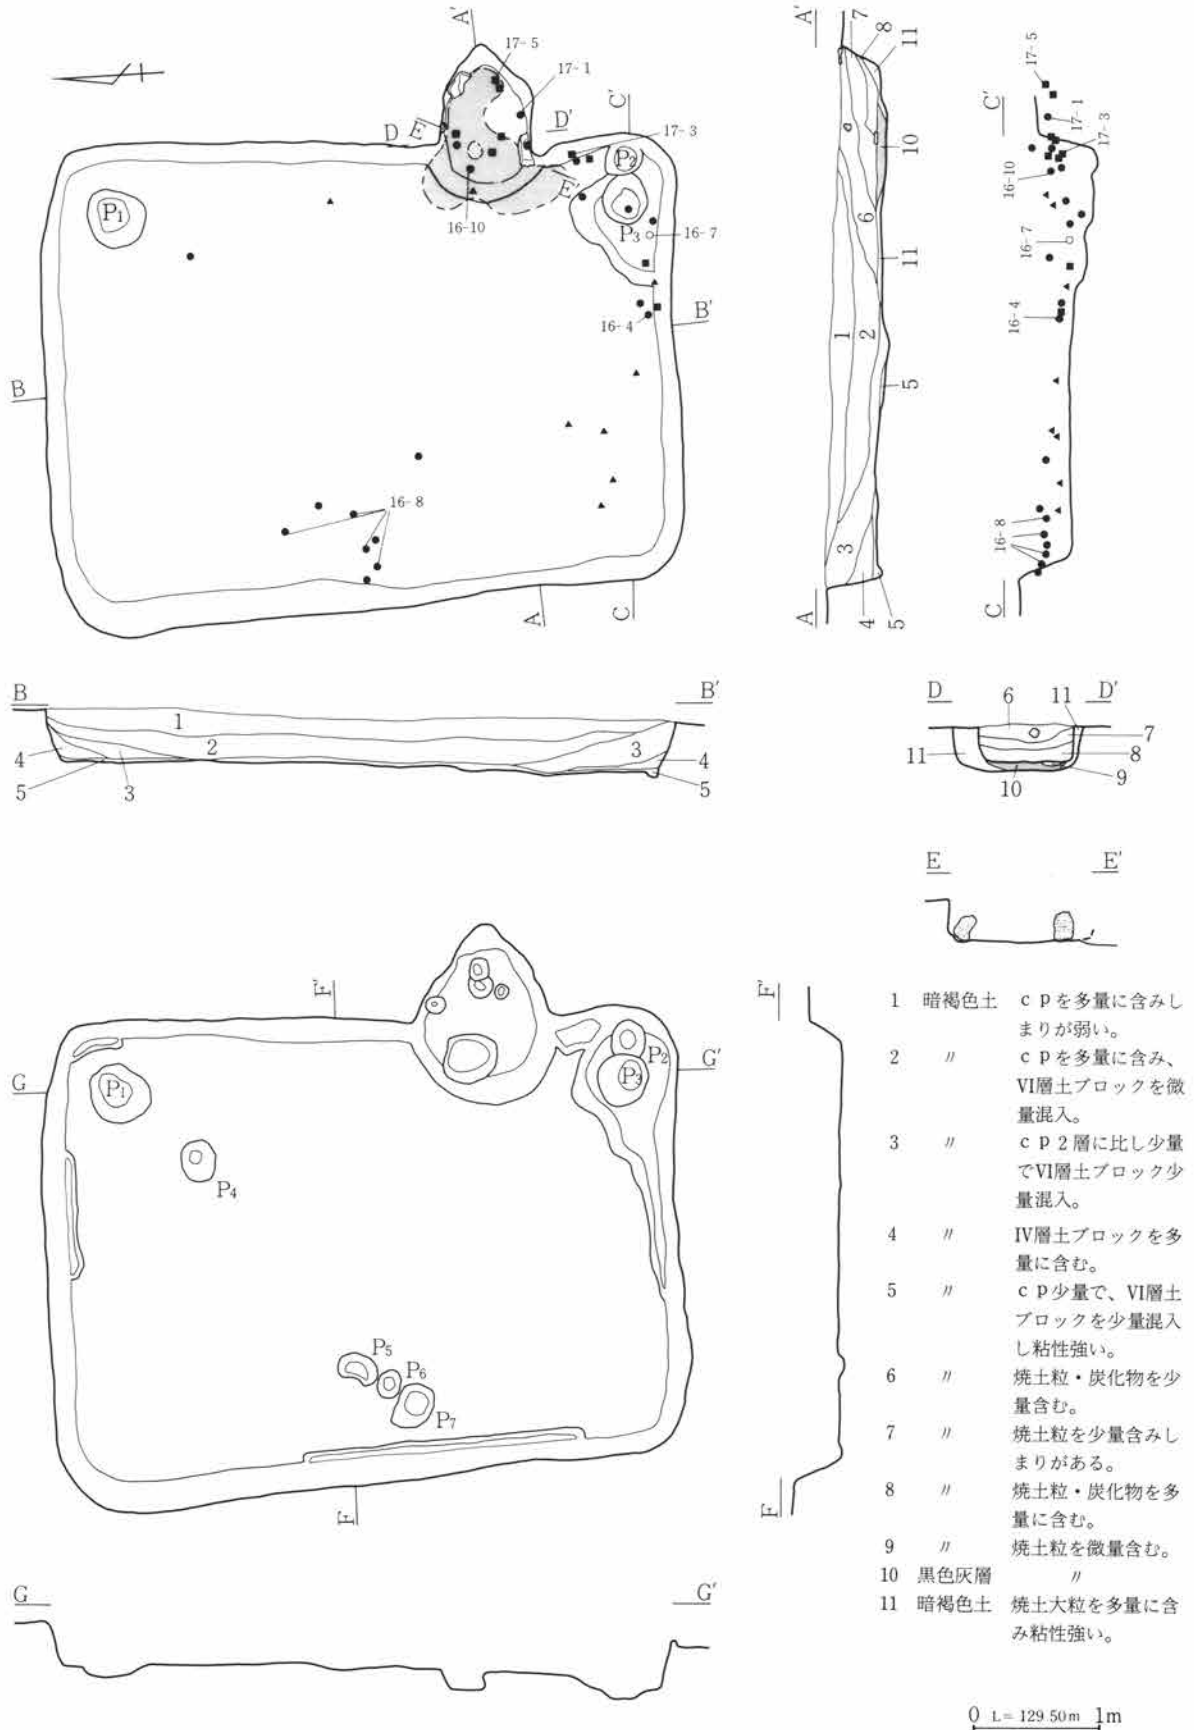 A′
17-5
17-1
D
E
D′
C′
17-3
P2
P1
E′
16-10
P3
16-7
16-4
B′
B
16-8
A
C
A′
7
8
11
10
6
11
1
2
5
3
A
4
5
17-5
C′
17-1
17-3
16-10
16-7
16-4
16-8
C
B
B′
1
2
3
4
4
5
3
5
D
6
11
D′
7
11
8
9
10
E
E′
F′
P2
G′
G
P1
P3
P4
P5
P6
P7
F
F′
F
G
G′
1 暗褐色土 cpを多量に含みし
まりが弱い。
2 〃 cpを多量に含み、
VI層土ブロックを微
量混入。
3 〃 cp2層に比し少量
でVI層土ブロック少
量混入。
4 〃 IV層土ブロックを多
量に含む。
5 〃 cp少量で、VI層土
ブロックを少量混入
し粘性強い。
6 〃 焼土粒・炭化物を少
量含む。
7 〃 焼土粒を少量含みし
まりがある。
8 〃 焼土粒・炭化物を多
量に含む。
9 〃 焼土粒を微量含む。
10 黒色灰層 〃
11 暗褐色土 焼土大粒を多量に含
み粘性強い。
0 L=129.50m 1m